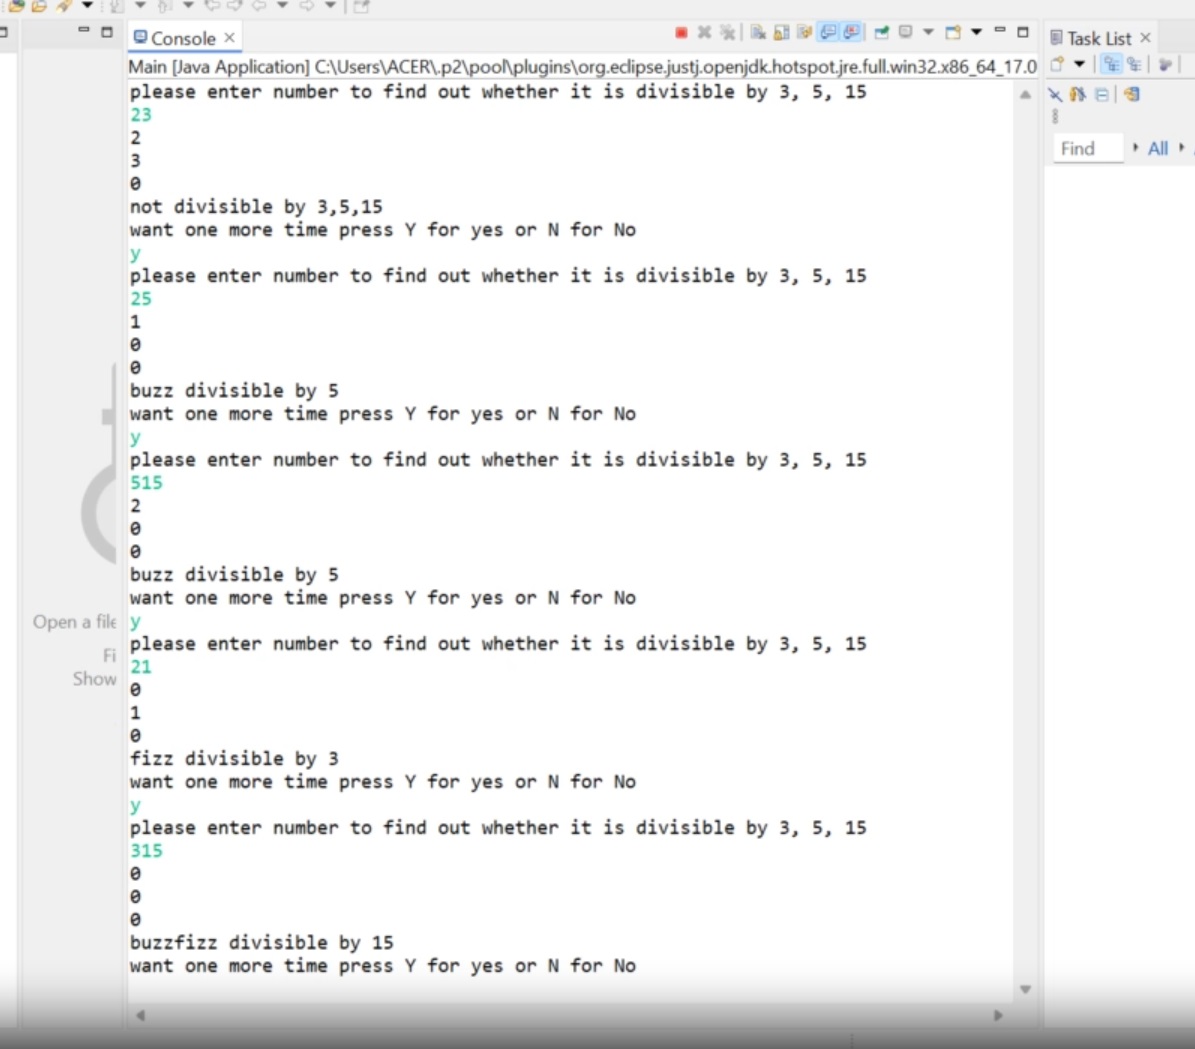 Console
Task List
Main [Java Application] C:\Users\ACER\.p2\pool\plugins\org.eclipse.justj.openjdk.hotspot.jre.full.win32.x86_64_17.0
please enter number to find out whether it is divisible by 3, 5, 15
23
2
3
0
not divisible by 3,5,15
want one more time press Y for yes or N for No
y
please enter number to find out whether it is divisible by 3, 5, 15
25
1
0
0
buzz divisible by 5
want one more time press Y for yes or N for No
y
please enter number to find out whether it is divisible by 3, 5, 15
515
2
0
0
buzz divisible by 5
want one more time press Y for yes or N for No
y
please enter number to find out whether it is divisible by 3, 5, 15
21
0
1
0
fizz divisible by 3
want one more time press Y for yes or N for No
y
please enter number to find out whether it is divisible by 3, 5, 15
315
0
0
0
buzzfizz divisible by 15
want one more time press Y for yes or N for No
Open a file
Fi
Show
Find
All